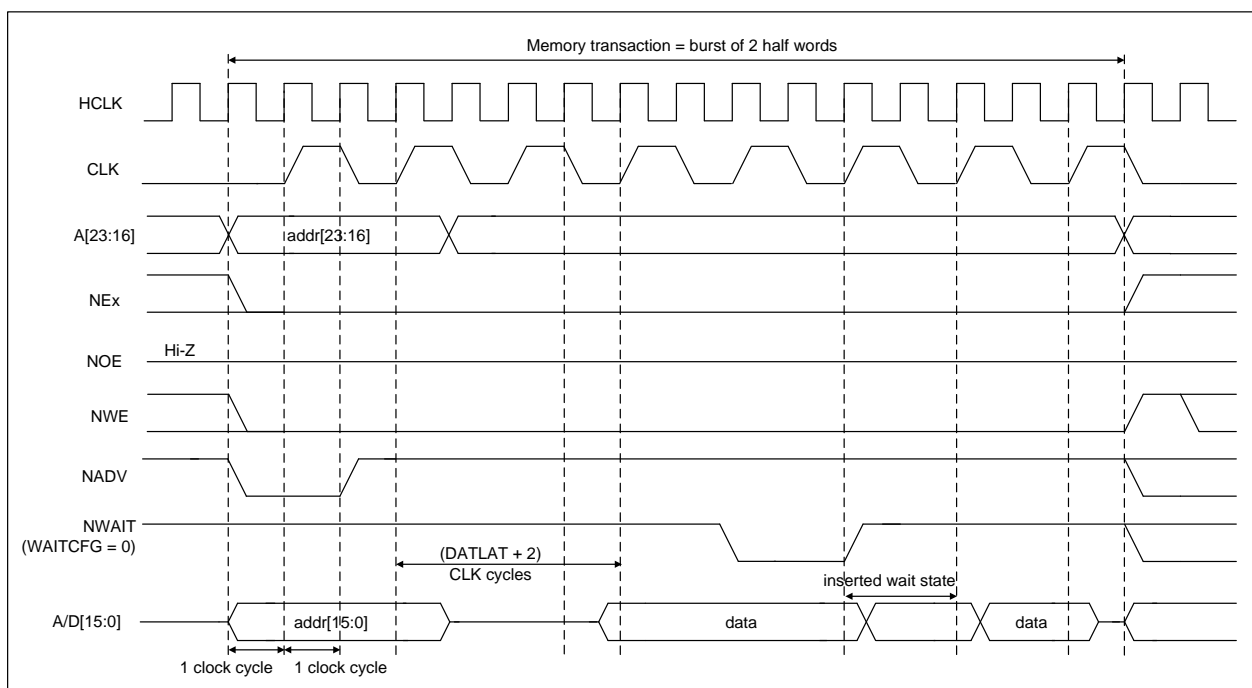 Memory transaction = burst of 2 half words
HCLK
CLK
A[23:16]
addr[23:16]
NEx
Hi-Z
NOE
NWE
NADV
NWAIT
(WAITCFG = 0)
(DATLAT + 2)
CLK cycles
inserted wait state
A/D[15:0]
addr[15:0]
data
data
1 clock cycle
1 clock cycle